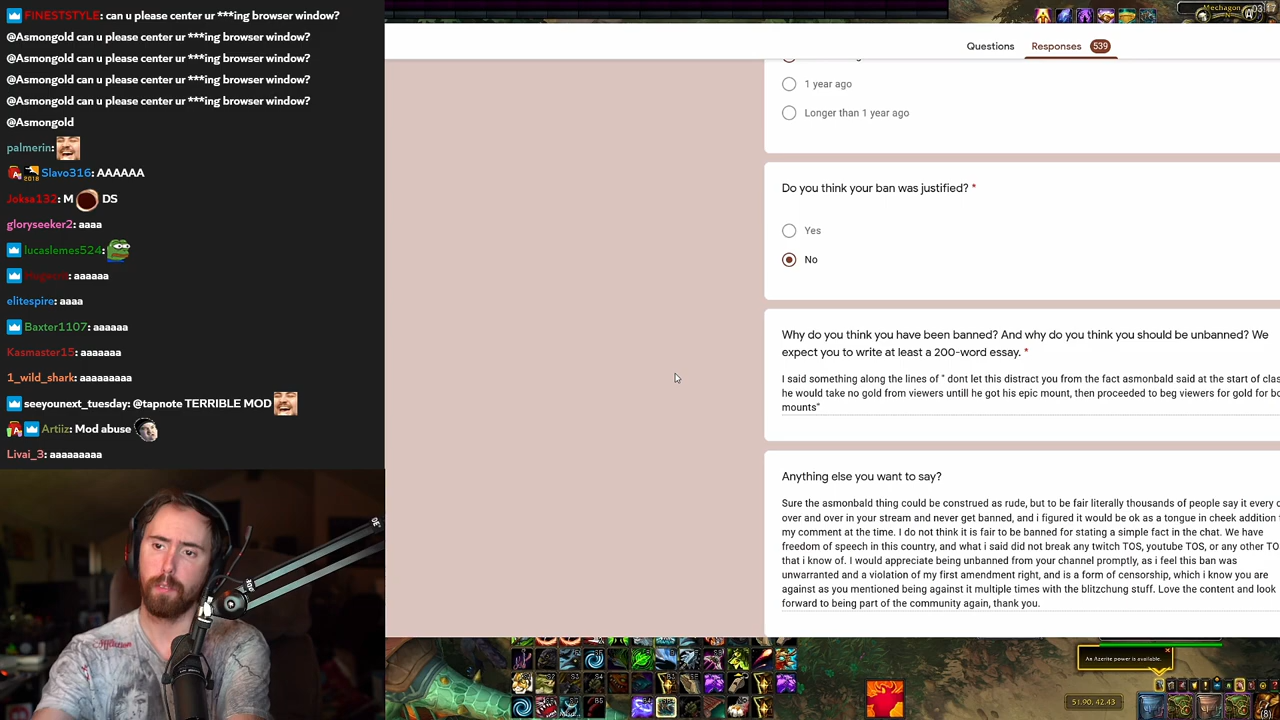 FINESTSTYLE: can u please center ur ***ing browser window?
@Asmongold can u please center ur ***ing browser window?
@Asmongold can u please center ur ***ing browser window?
@Asmongold can u please center ur ***ing browser window?
@Asmongold can u please center ur ***ing browser window?
@Asmongold
palmerin:
2018 Slavo316: AAAAAA
Joksa132: M DS
gloryseeker2: aaaa
lucaslemes524:
aaaaaa
elitespire: aaaa
Baxter1107: aaaaaa
Kasmaster15: aaaaaaa
1_wild_shark: aaaaaaaaa
seeyounext_tuesday: @tapnote TERRIBLE MOD
Artiiz: Mod abuse
Livai_3: aaaaaaaaa
Mechagon
Questions Responses 539
1 year ago
Longer than 1 year ago
Do you think your ban was justified? *
Yes
No
Why do you think you have been banned? And why do you think you should be unbanned? We
expect you to write at least a 200-word essay. *
I said something along the lines of " dont let this distract you from the fact asmonbald said at the start of clas
he would take no gold from viewers untill he got his epic mount, then proceeded to beg viewers for gold for bo
mounts"
Anything else you want to say?
Sure the asmonbald thing could be construed as rude, but to be fair literally thousands of people say it every d
over and over in your stream and never get banned, and i figured it would be ok as a tongue in cheek addition
my comment at the time. I do not think it is fair to be banned for stating a simple fact in the chat. We have
freedom of speech in this country, and what i said did not break any twitch TOS, youtube TOS, or any other TO
that i know of. I would appreciate being unbanned from your channel promptly, as i feel this ban was
unwarranted and a violation of my first amendment right, and is a form of censorship, which i know you are
against as you mentioned being against it multiple times with the blitzchung stuff. Love the content and look
forward to being part of the community again, thank you.
An Azerite power is available.
51.90, 42.43